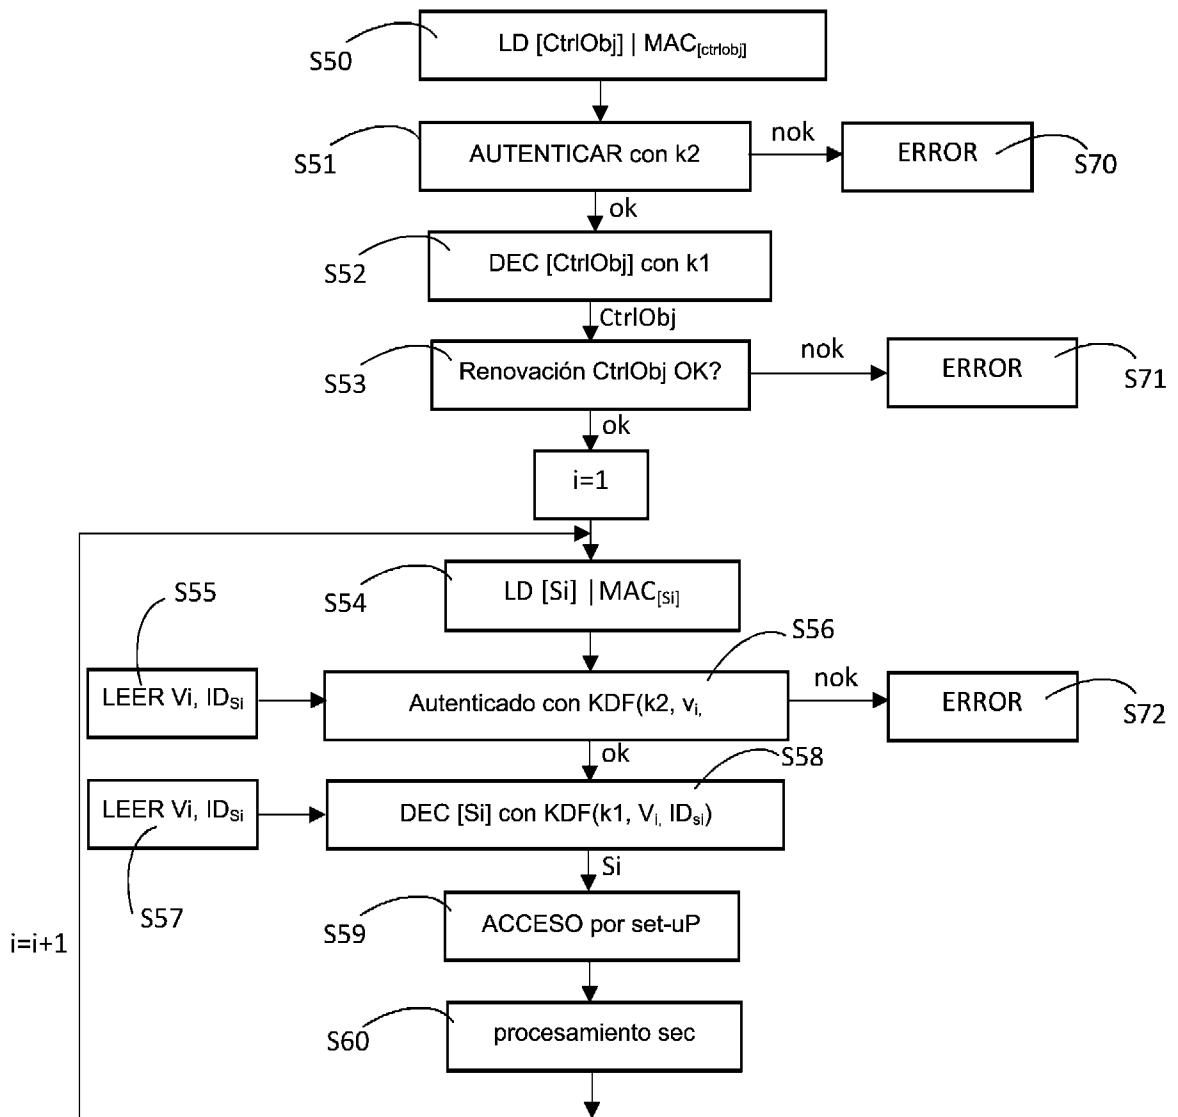 LD [CtrlObj] | MAC[ctrlobj]
S50
AUTENTICAR con k2
nok
ERROR
S51
S70
ok
DEC [CtrlObj] con k1
S52
CtrlObj
Renovación CtrlObj OK?
nok
ERROR
S53
S71
ok
i=1
LD [Si] |MAC[Si]
S55
S54
S56
LEER Vi, IDSi
Autenticado con KDF(k2, vi,
nok
ERROR
S72
ok
S58
LEER Vi, IDSi
DEC [Si] con KDF(k1, Vi, IDsi)
Si
S57
ACCESO por set-uP
S59
i=i+1
procesamiento sec
S60